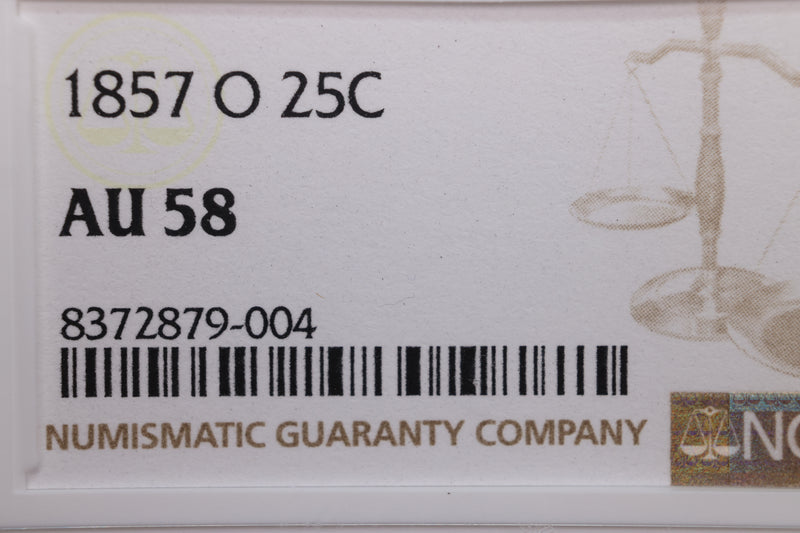 1857 O 25C
AU 58
8372879-004
NUMISMATIC GUARANTY COMPANY